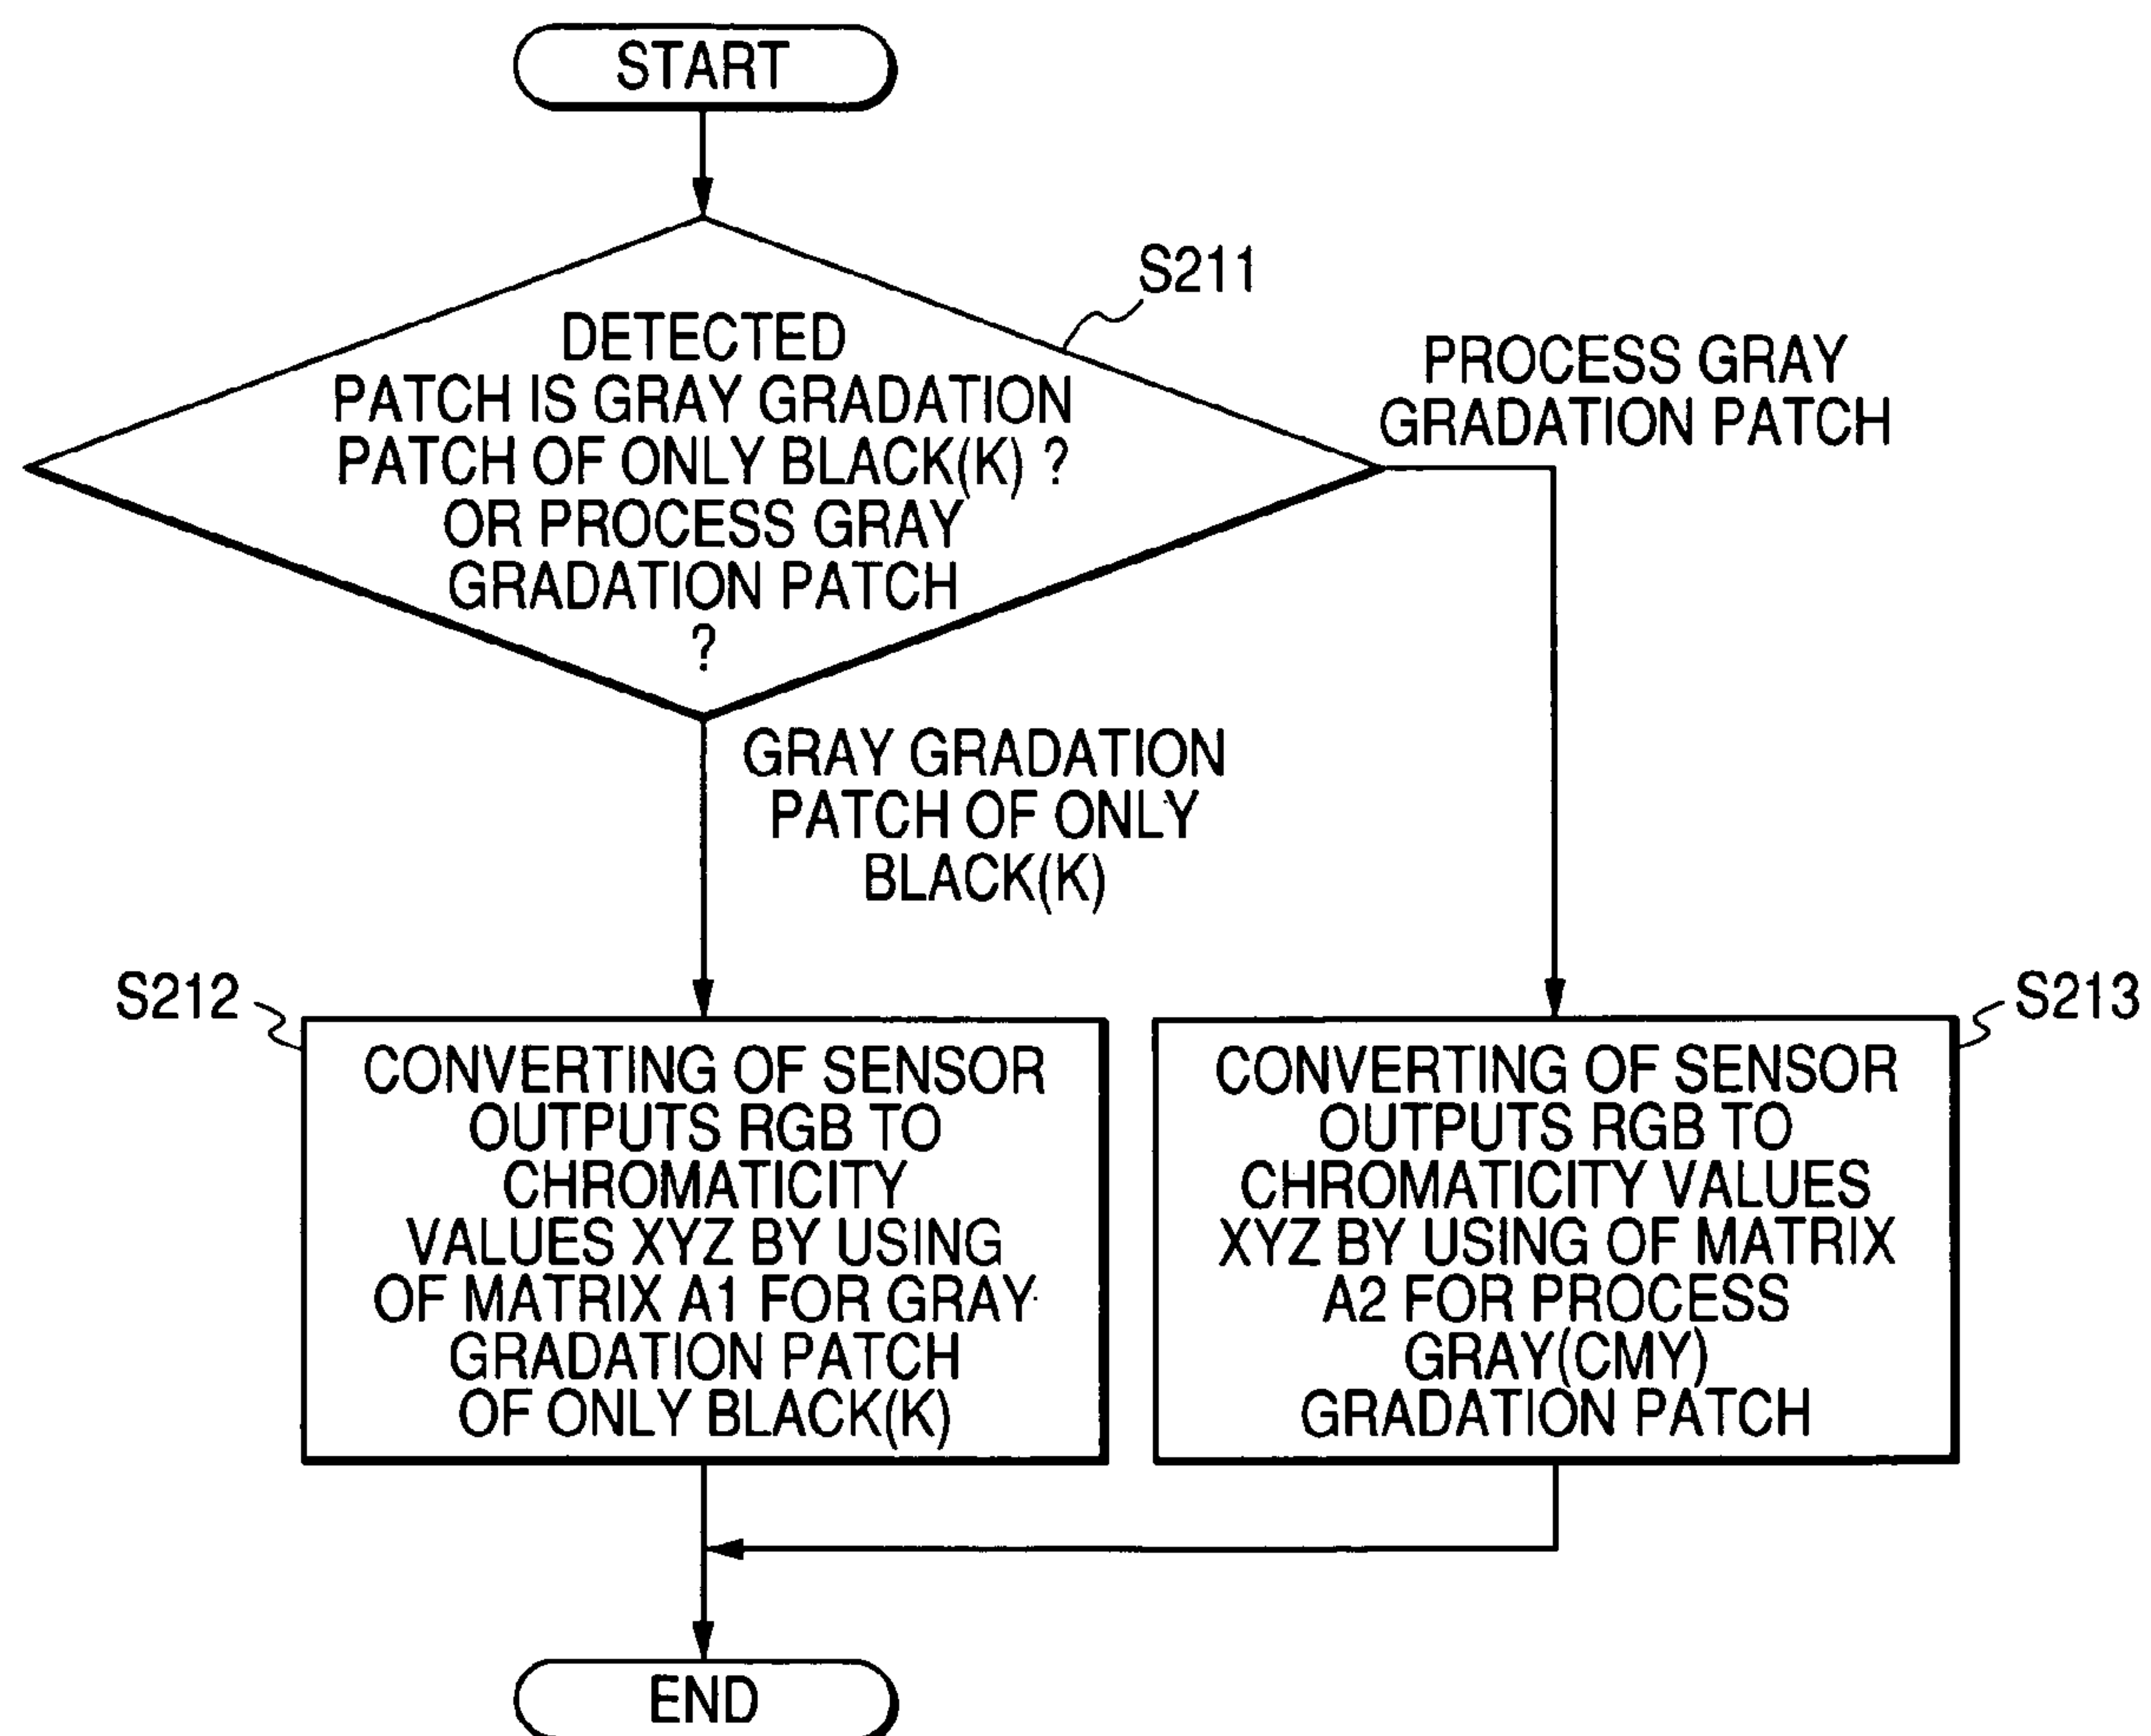 START
S211
DETECTED
PATCH IS GRAY GRADATION
PATCH OF ONLY BLACK(K) ?
OR PROCESS GRAY
GRADATION PATCH
?
PROCESS GRAY
GRADATION PATCH
GRAY GRADATION
PATCH OF ONLY
BLACK(K)
S212
CONVERTING OF SENSOR
OUTPUTS RGB TO
CHROMATICITY
VALUES XYZ BY USING
OF MATRIX A1 FOR GRAY
GRADATION PATCH
OF ONLY BLACK(K)
S213
CONVERTING OF SENSOR
OUTPUTS RGB TO
CHROMATICITY VALUES
XYZ BY USING OF MATRIX
A2 FOR PROCESS
GRAY(CMY)
GRADATION PATCH
END